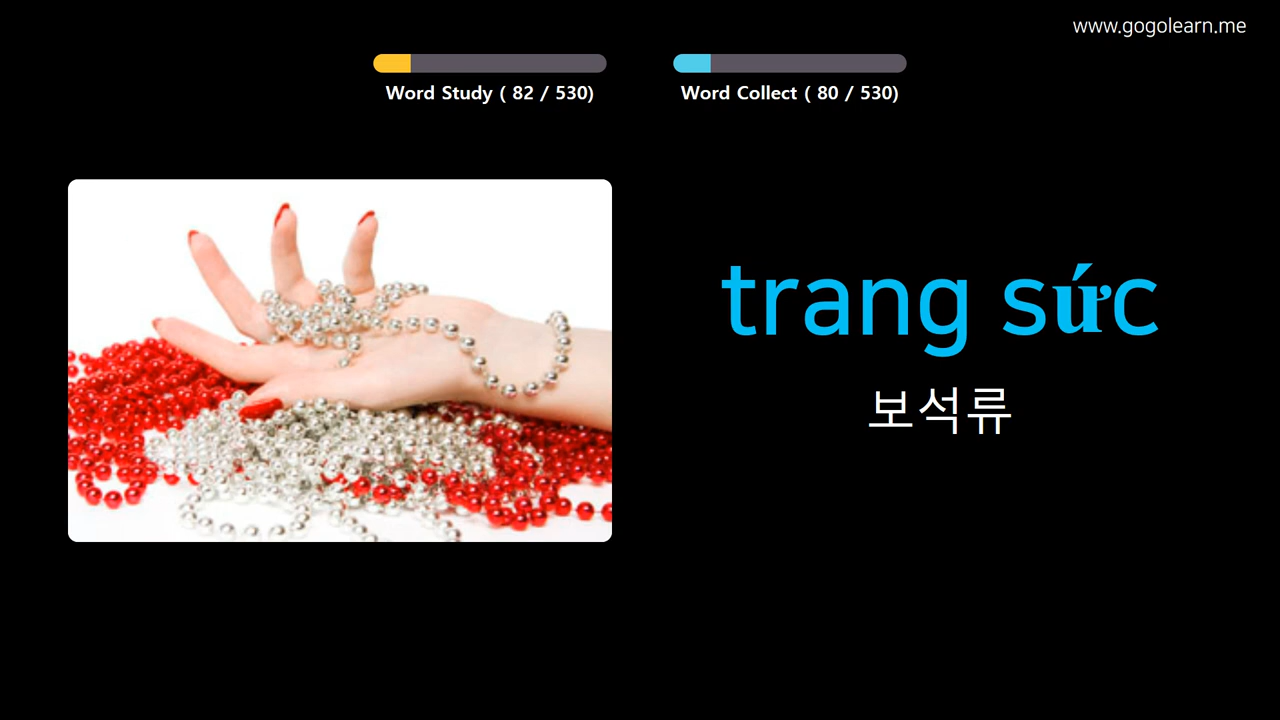 www.gogolearn.me
Word Study ( 82 / 530)
Word Collect ( 80 / 530)
trang sức
보석류